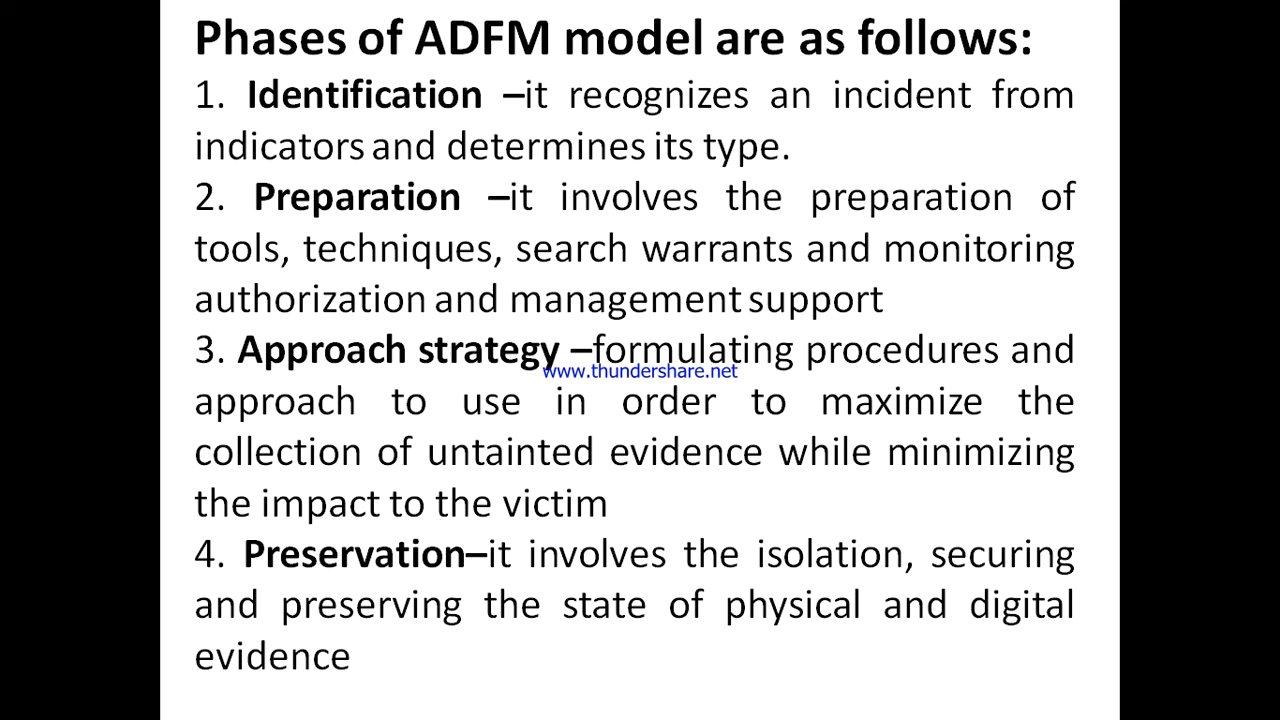 Phases of ADFM model are as follows:
1. Identification –it recognizes an incident from
indicators and determines its type.
2. Preparation –it involves the preparation of
tools, techniques, search warrants and monitoring
authorization and management support
3. Approach strategy –formulating procedures and
www.thundershare.net
approach to use in order to maximize the
collection of untainted evidence while minimizing
the impact to the victim
4. Preservation–it involves the isolation, securing
and preserving the state of physical and digital
evidence